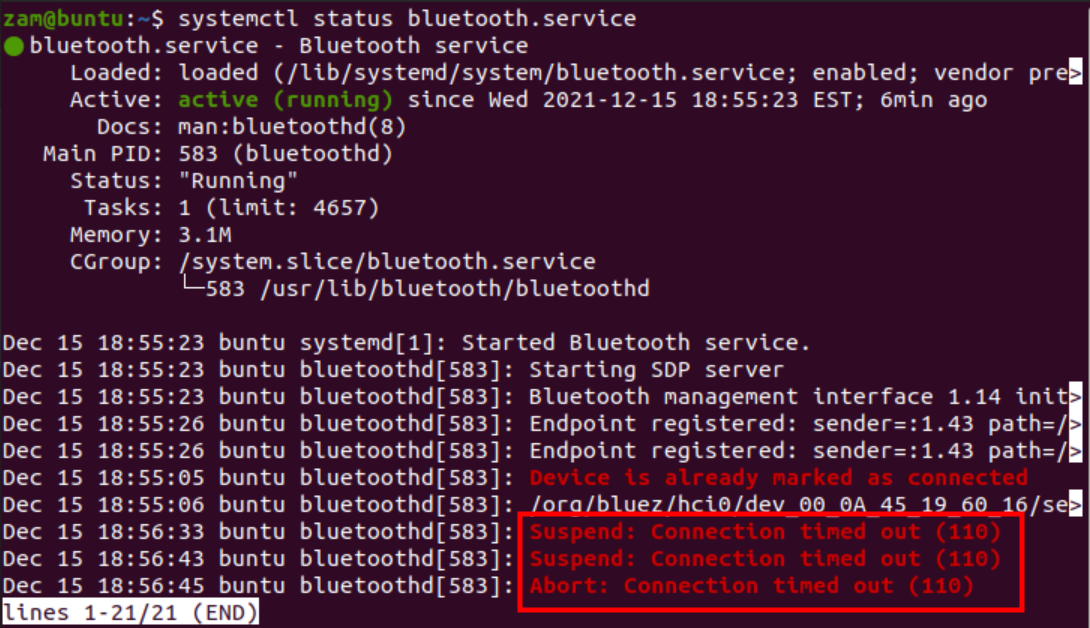 zam@buntu:~$ systemctl status bluetooth.service
● bluetooth.service - Bluetooth service
Loaded: loaded (/lib/systemd/system/bluetooth.service; enabled; vendor pre>
Active: active (running) since Wed 2021-12-15 18:55:23 EST; 6min ago
Docs: man:bluetoothd(8)
Main PID: 583 (bluetoothd)
Status: "Running"
Tasks: 1 (limit: 4657)
Memory: 3.1M
CGroup: /system.slice/bluetooth.service
└─583 /usr/lib/bluetooth/bluetoothd
Dec 15 18:55:23 buntu systemd[1]: Started Bluetooth service.
Dec 15 18:55:23 buntu bluetoothd[583]: Starting SDP server
Dec 15 18:55:23 buntu bluetoothd[583]: Bluetooth management interface 1.14 init>
Dec 15 18:55:26 buntu bluetoothd[583]: Endpoint registered: sender=:1.43 path=/>
Dec 15 18:55:26 buntu bluetoothd[583]: Endpoint registered: sender=:1.43 path=/>
Dec 15 18:55:05 buntu bluetoothd[583]: Device is already marked as connected
Dec 15 18:55:06 buntu bluetoothd[583]: /org/bluez/hci0/dev_00_0A_45_19_60_16/se>
Dec 15 18:56:33 buntu bluetoothd[583]: Suspend: Connection timed out (110)
Dec 15 18:56:43 buntu bluetoothd[583]: Suspend: Connection timed out (110)
Dec 15 18:56:45 buntu bluetoothd[583]: Abort: Connection timed out (110)
lines 1-21/21 (END)